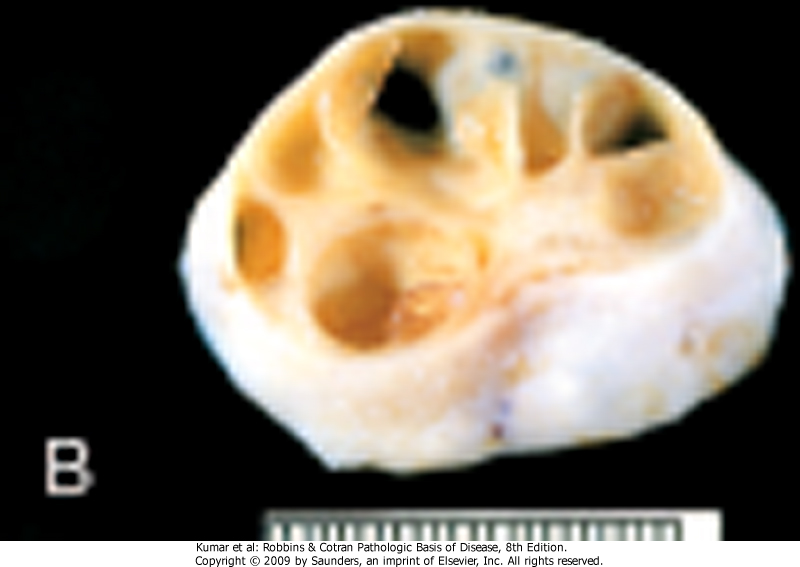 B
Kumar et al: Robbins & Cotran Pathologic Basis of Disease, 8th Edition.
Copyright © 2009 by Saunders, an imprint of Elsevier, Inc. All rights reserved.